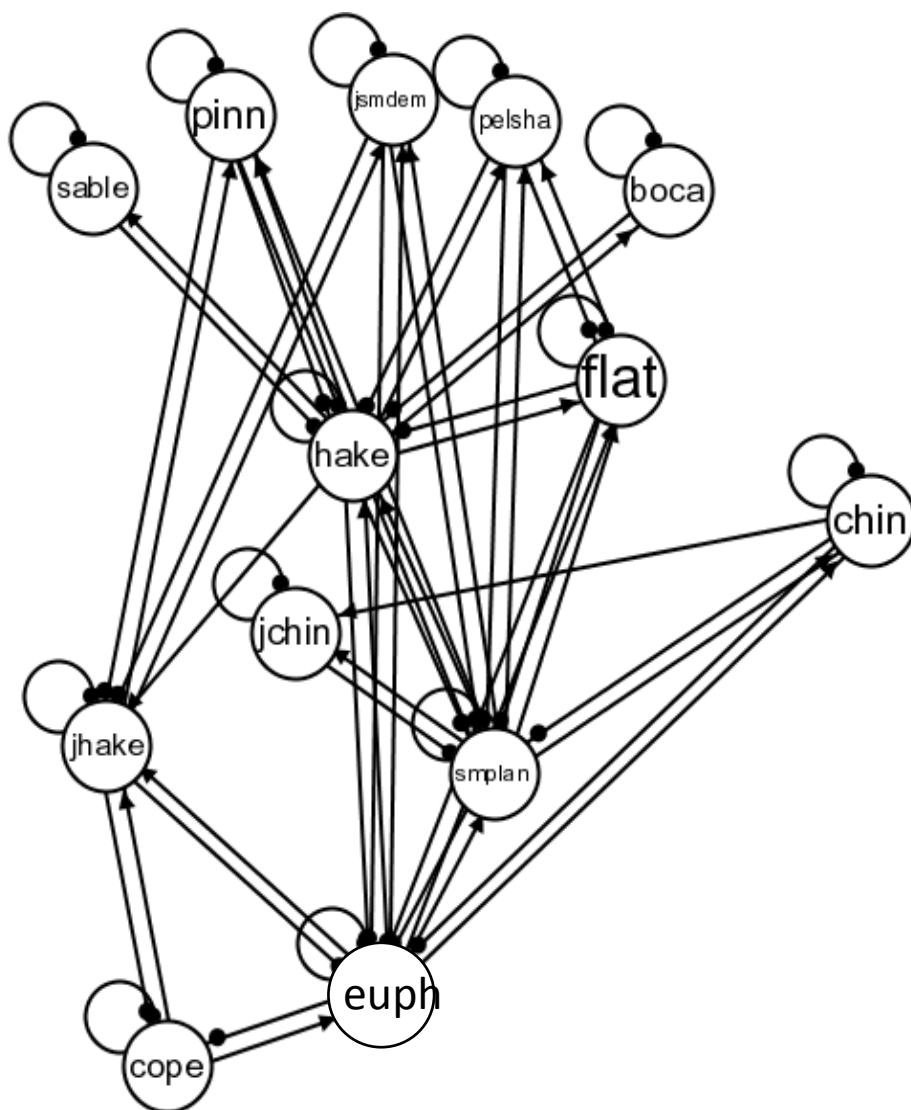 pinn
jsmdem
pelsha
sable
boca
flat
hake
chin
jchin
jhake
smplan
euph
cope